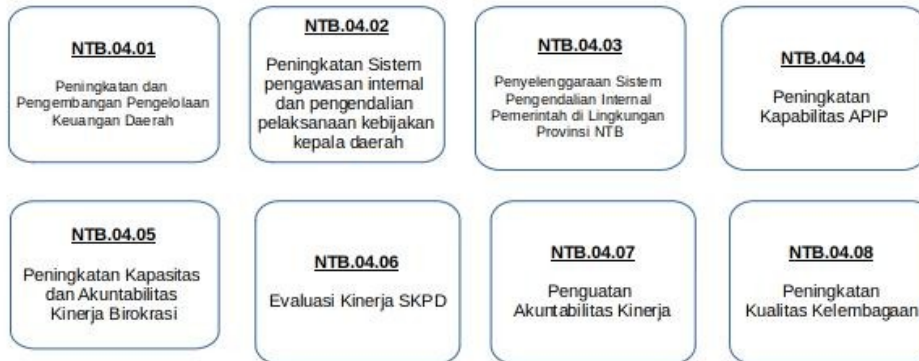 NTB.04.01
Peningkatan dan
Pengembangan Pengelolaan
Keuangan Daerah
NTB.04.02
Peningkatan Sistem
pengawasan internal
dan pengendalian
pelaksanaan kebijakan
kepala daerah
NTB.04.03
Penyelenggaraan Sistem
Pengendalian Internal
Pemerintah di Lingkungan
Provinsi NTB
NTB.04.04
Peningkatan
Kapabilitas APIP
NTB.04.05
Peningkatan Kapasitas
dan Akuntabilitas
Kinerja Birokrasi
NTB.04.06
Evaluasi Kinerja SKPD
NTB.04.07
Penguatan
Akuntabilitas Kinerja
NTB.04.08
Peningkatan
Kualitas Kelembagaan